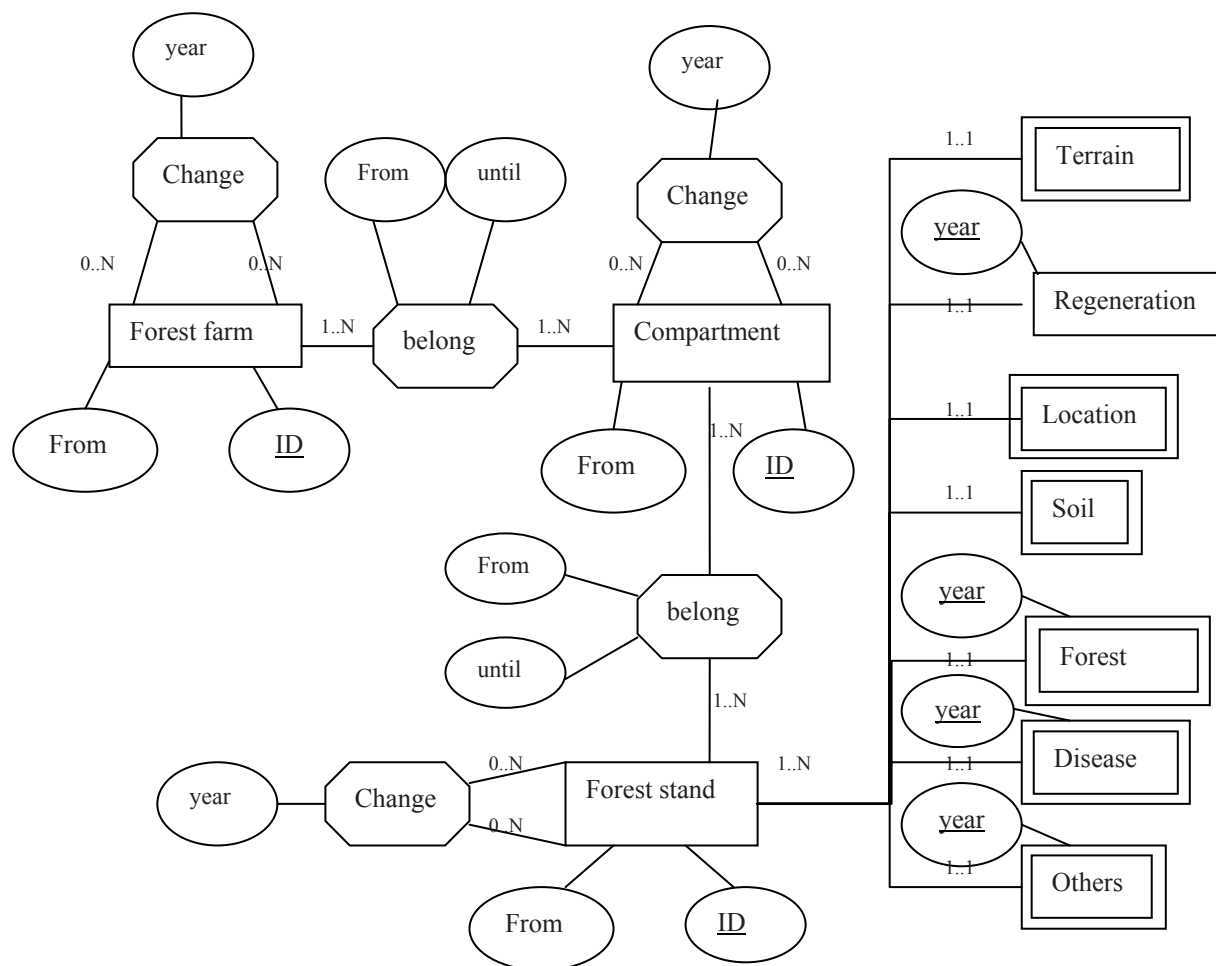 year
year
Change
From
until
Change
1..1
Terrain
year
0..N
0..N
0..N
0..N
Forest farm
1..N
belong
1..N
Compartment
1..1
Regeneration
From
ID
From
1..N
ID
1..1
Location
1..1
Soil
From
belong
year
until
1..1
Forest
1..N
year
year
Change
0..N
0..N
Forest stand
1..N
1..1
Disease
year
From
ID
1..1
Others